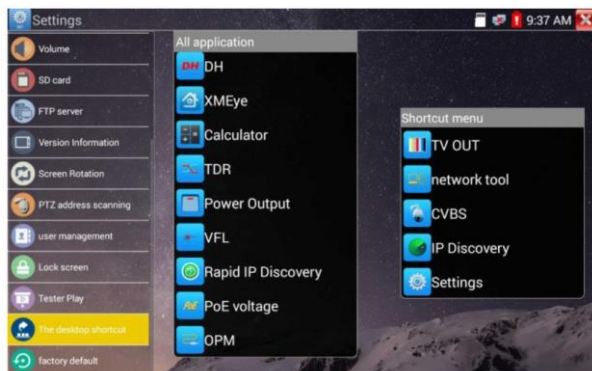 Settings
9:37 AM
Volume
SD card
FTP server
Version Information
Screen Rotation
PTZ address scanning
user management
Lock screen
Tester Play
The desktop shortcut
factory default
All application
DH DH
XMEye
Calculator
TDR
Power Output
VFL
Rapid IP Discovery
PoE PoE voltage
OPM
Shortcut menu
TV OUT
network tool
CVBS
IP Discovery
Settings